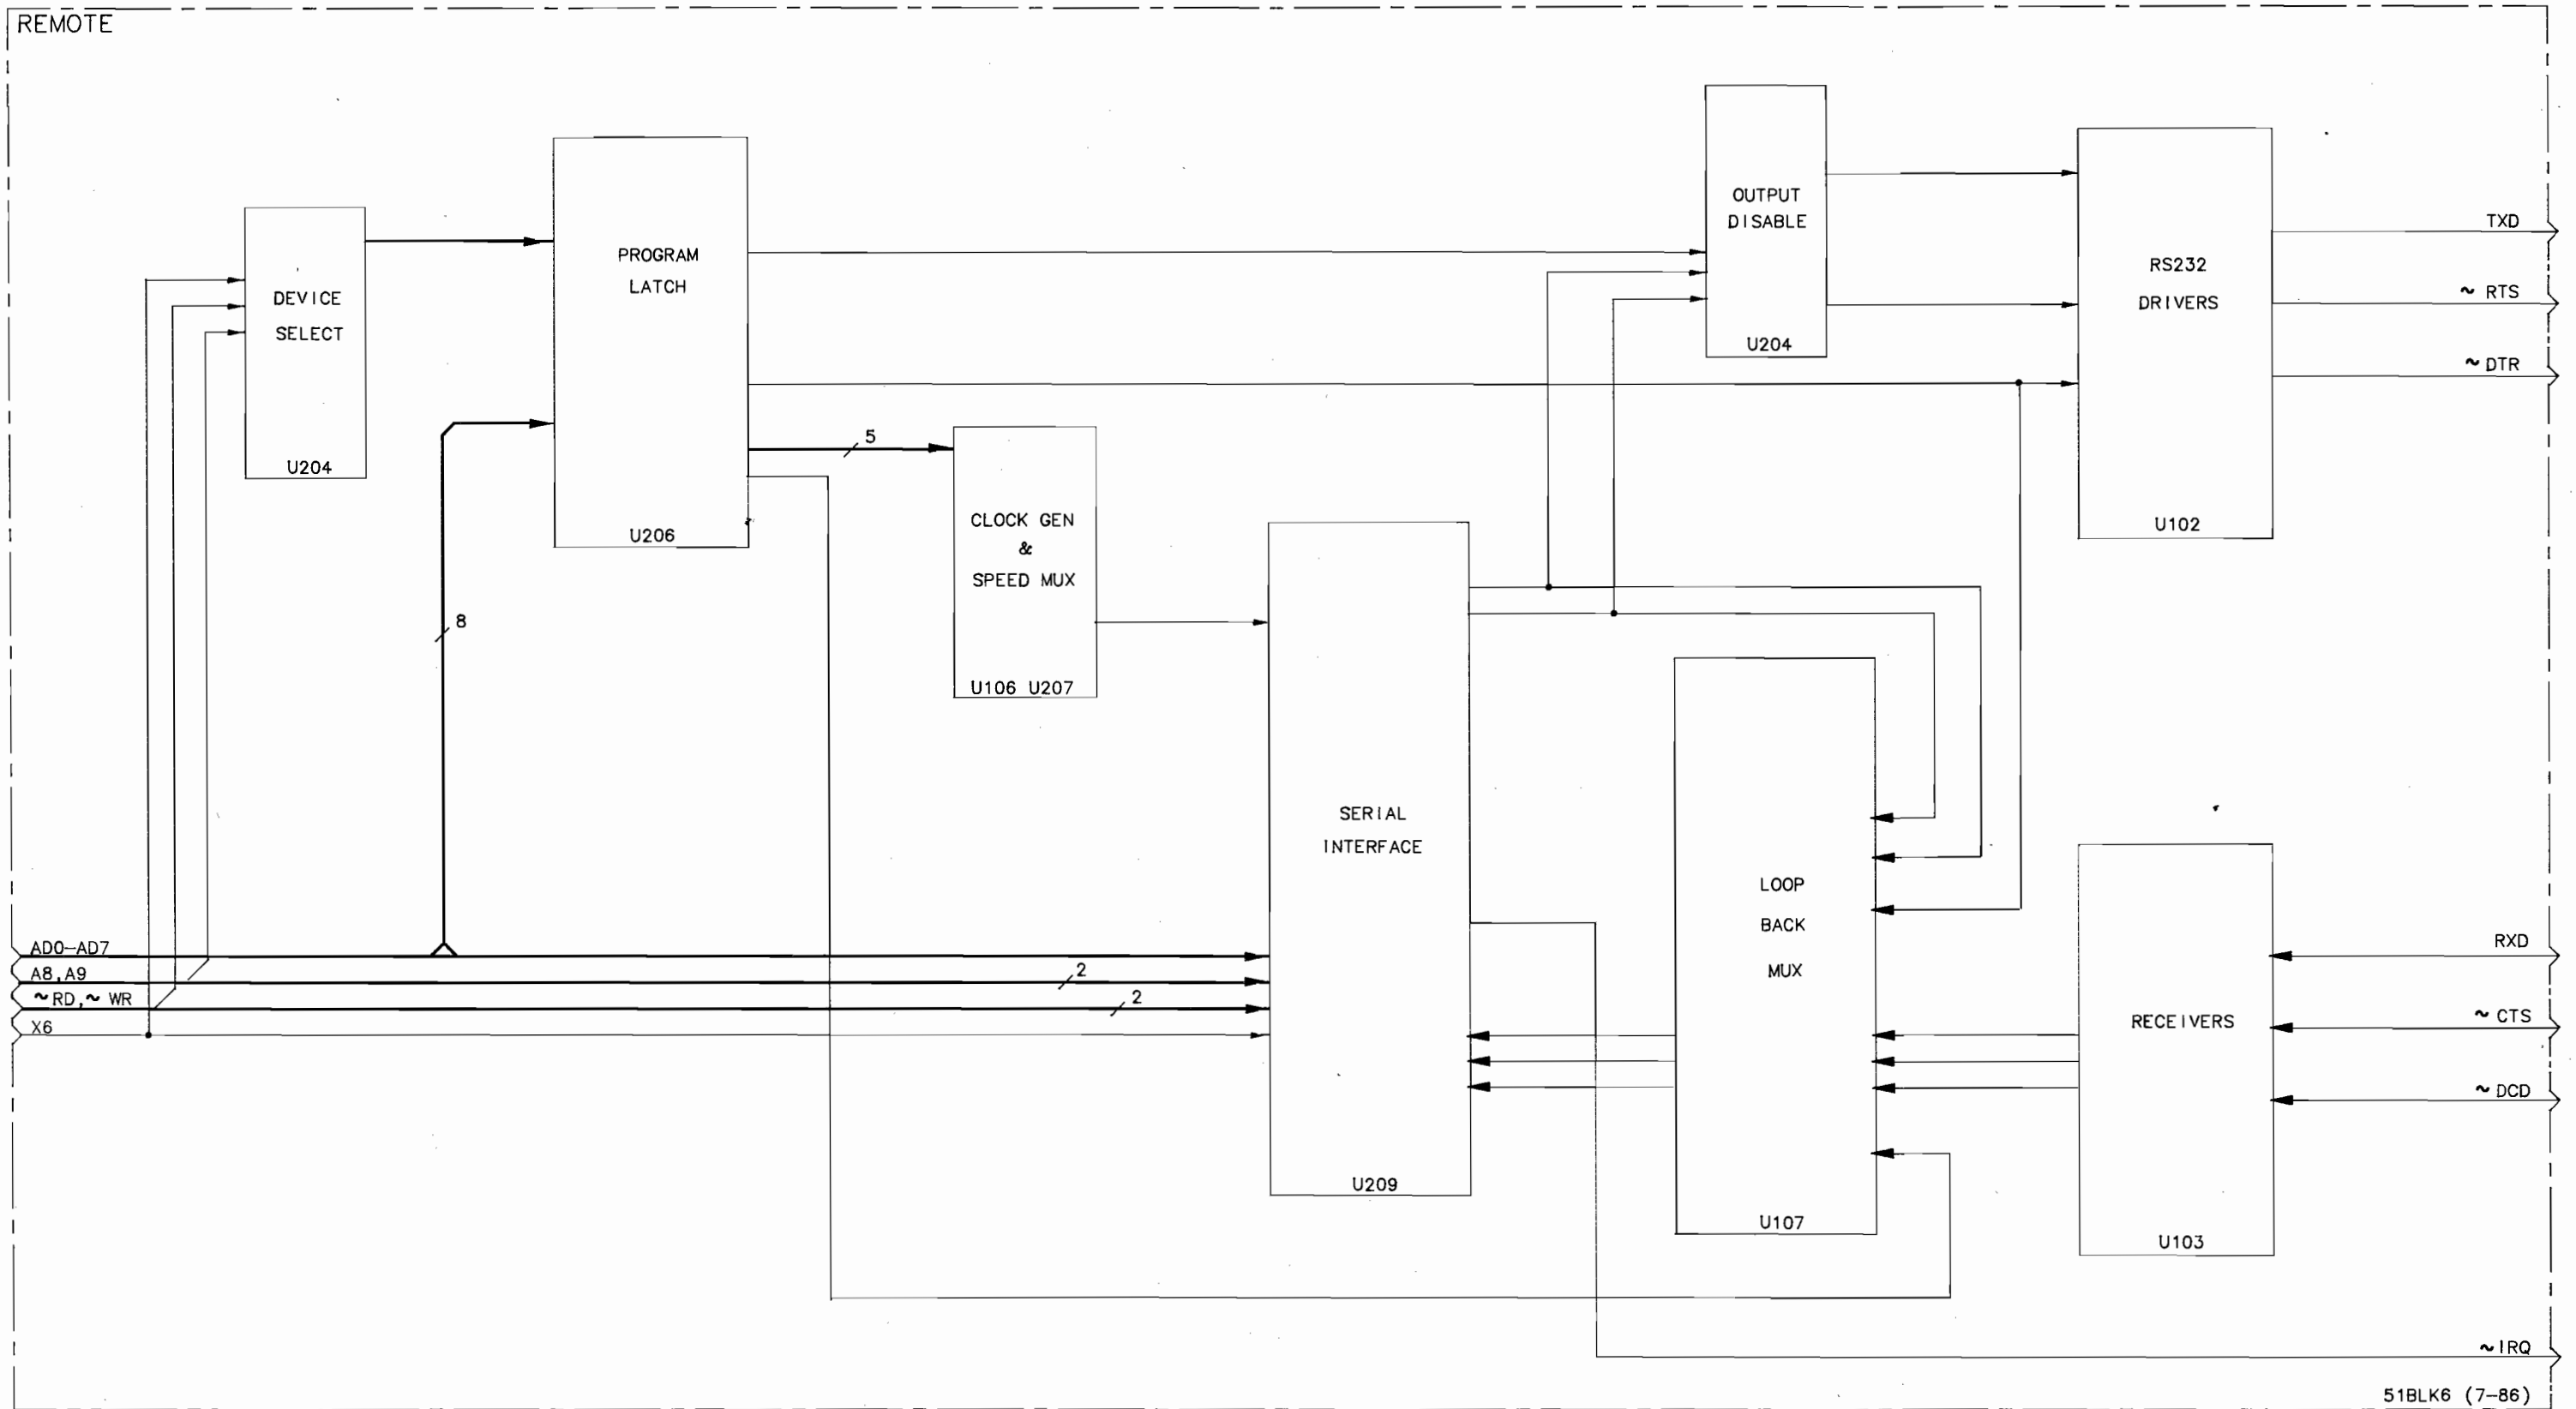 REMOTE
DEVICE
SELECT
U204
PROGRAM
LATCH
U206
8
5
CLOCK GEN
&
SPEED MUX
U106 U207
OUTPUT
DISABLE
U204
RS232
DRIVERS
U102
TXD
~ RTS
~ DTR
SERIAL
INTERFACE
U209
LOOP
BACK
MUX
U107
RECEIVERS
U103
AD0-AD7
A8,A9
2
~RD,~ WR
2
X6
RXD
~ CTS
~ DCD
~IRQ
51BLK6 (7-86)